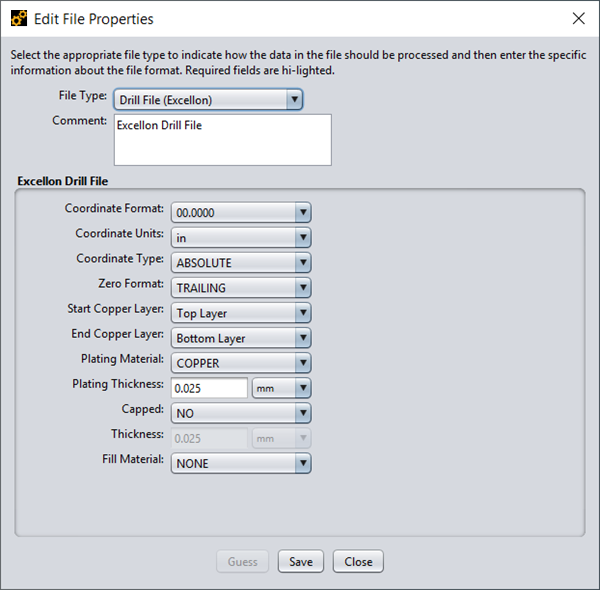 Edit File Properties
Select the appropriate file type to indicate how the data in the file should be processed and then enter the specific
information about the file format. Required fields are hi-lighted.
File Type: Drill File (Excellon)
Comment: Excellon Drill File
Excellon Drill File
Coordinate Format: 00.0000
Coordinate Units: in
Coordinate Type: ABSOLUTE
Zero Format: TRAILING
Start Copper Layer: Top Layer
End Copper Layer: Bottom Layer
Plating Material: COPPER
Plating Thickness: 0.025 mm
Capped: NO
Thickness: 0.025 mm
Fill Material: NONE
Guess Save Close